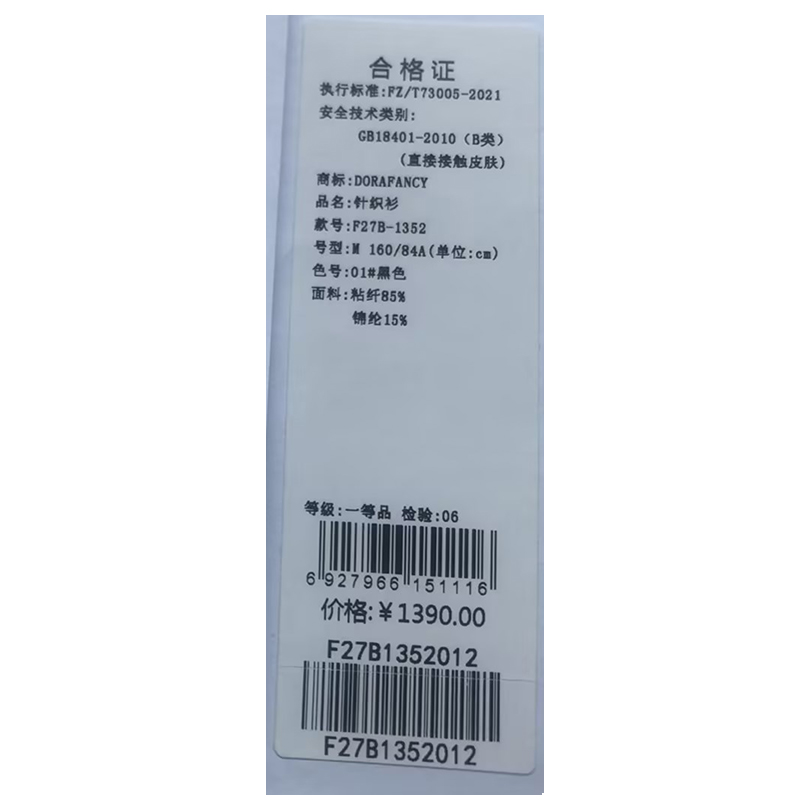 合格证
执行标准:FZ/T73005-2021
安全技术类别:
GB18401-2010（B类）
(直接接触皮肤)
商标:DORAFANCY
品名:针织衫
款号:F27B-1352
号型:M 160/84A(单位:cm)
色号:01#黑色
面料:粘纤85%
锦纶15%
等级:一等品 检验:06
6 927966 151116
价格:￥1390.00
F27B1352012
F27B1352012